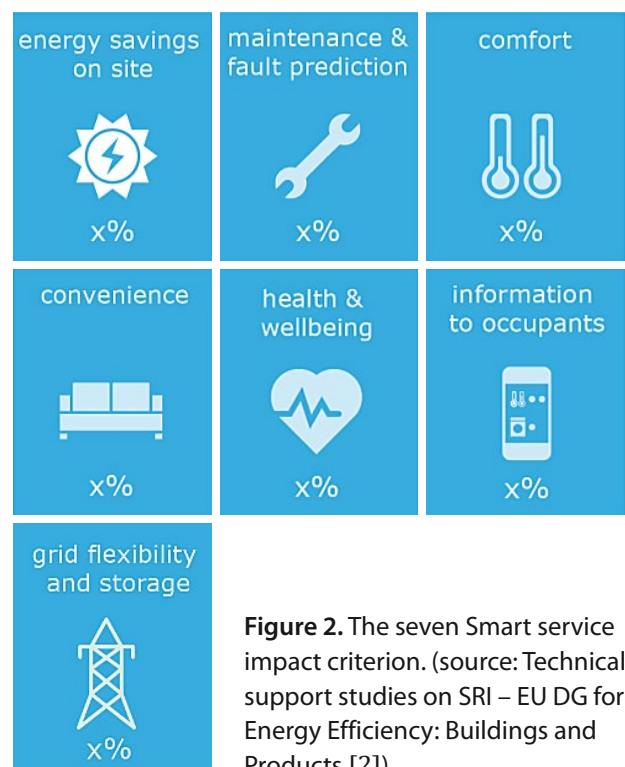 energy savings
on site
x%
maintenance &
fault prediction
x%
comfort
x%
convenience
x%
health &
wellbeing
x%
information
to occupants
x%
grid flexibility
and storage
x%
Figure 2. The seven Smart service
impact criterion. (source: Technical
support studies on SRI – EU DG for
Energy Efficiency: Buildings and
Products [2])